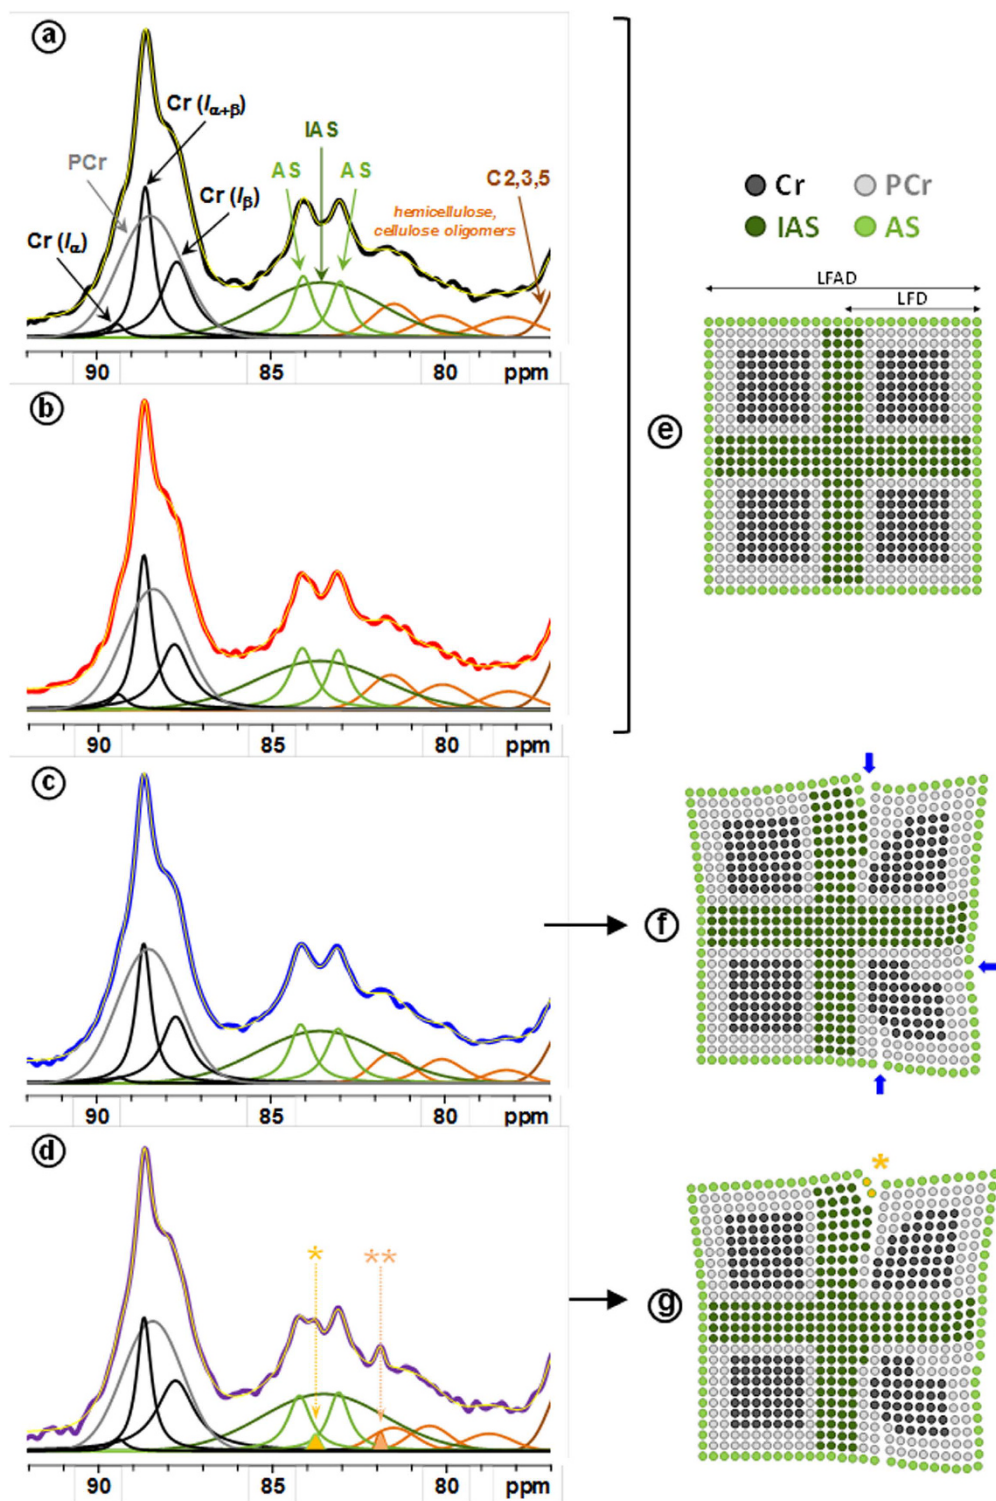 a
Cr (Iα+β)
PCr
IAS
AS
AS
Cr (Iβ)
C2,3,5
hemicellulose,
cellulose oligomers
Cr (Iα)
90 85 80 ppm
b
90 85 80 ppm
c
90 85 80 ppm
d
* **
90 85 80 ppm
Cr PCr
IAS AS
LFAD
LFD
e
f
*
g